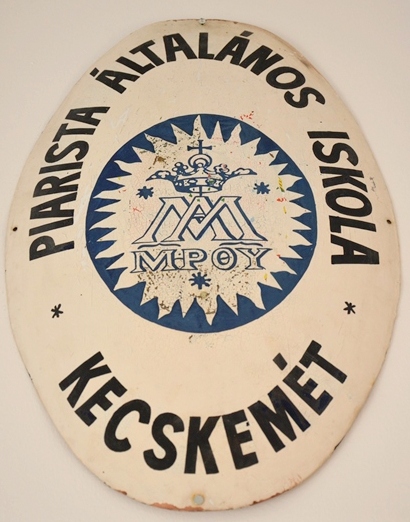 PIARISTA ÁLTALÁNOS ISKOLA
MP ΘY
* KECSKEMÉT *